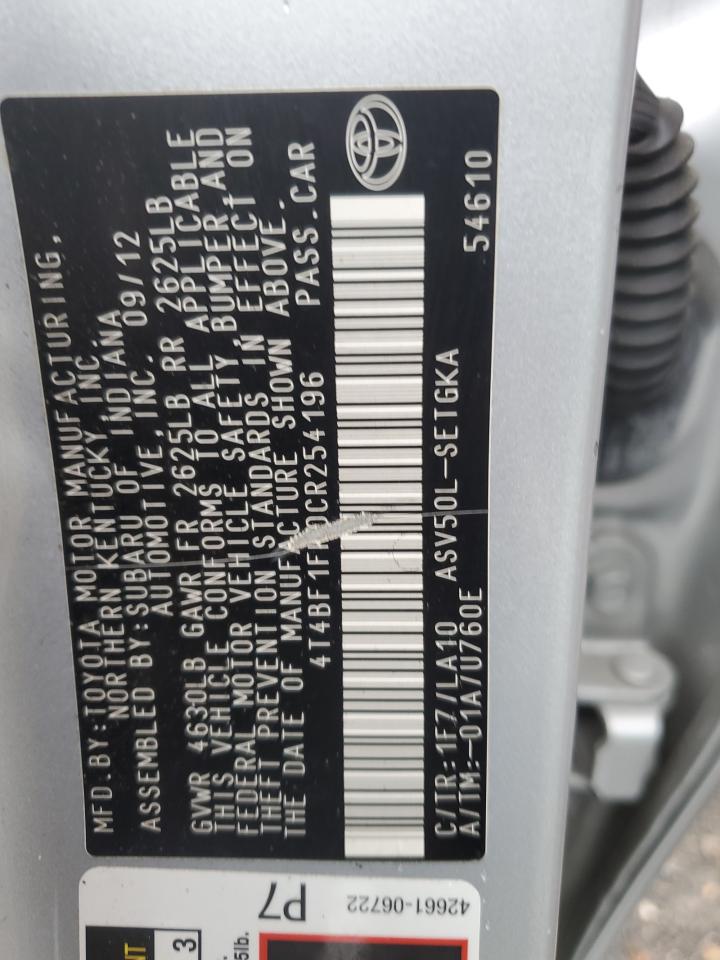 MFD.BY:TOYOTA MOTOR MANUFACTURING,
NORTHERN KENTUCKY,INC.
ASSEMBLED BY:SUBARU OF INDIANA
AUTOMOTIVE,INC. 09/12
GVWR 4630LB GAWR FR 2625LB RR 2625LB
THIS VEHICLE CONFORMS TO ALL APPLICABLE
FEDERAL MOTOR VEHICLE SAFETY,BUMPER,AND
THEFT PREVENTION STANDARDS IN EFFECT ON
THE DATE OF MANUFACTURE SHOWN ABOVE.
PASS.CAR
C/TR:1F7/LA10 ASV50L-SETGKA
A/TM:-01A/U760E 54610
P7
42661-06722
3
5lb.